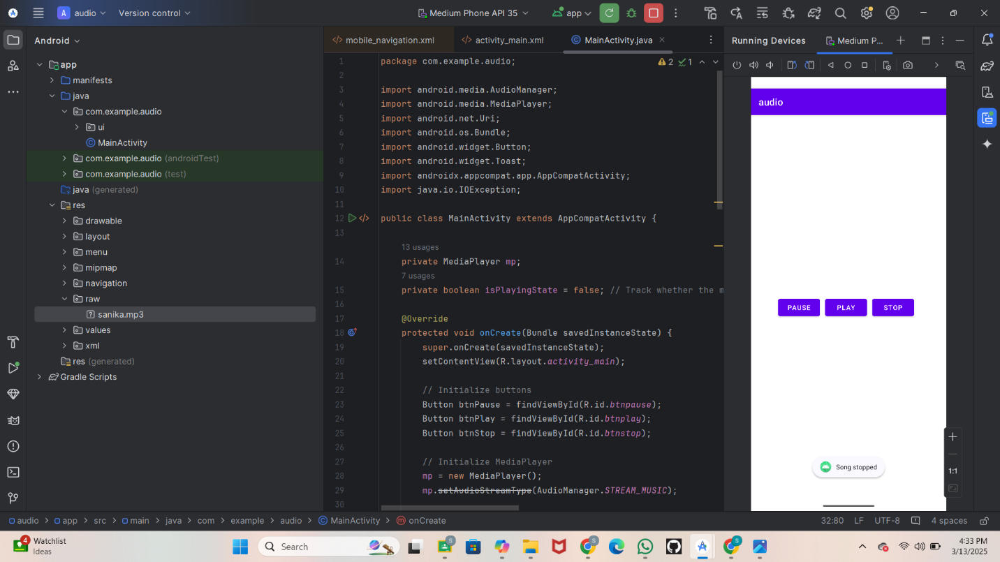 A audio Version control Medium Phone API 35 app
Android
app
manifests
java
com.example.audio
ui
MainActivity
com.example.audio (androidTest)
com.example.audio (test)
java (generated)
res
drawable
layout
menu
mipmap
navigation
raw
sanika.mp3
values
xml
res (generated)
Gradle Scripts
mobile_navigation.xml activity_main.xml MainActivity.java
2 1
1 package com.example.audio;
2
3 import android.media.AudioManager;
4 import android.media.MediaPlayer;
5 import android.net.Uri;
6 import android.os.Bundle;
7 import android.widget.Button;
8 import android.widget.Toast;
9 import androidx.appcompat.app.AppCompatActivity;
10 import java.io.IOException;
11
12 public class MainActivity extends AppCompatActivity {
13
13 usages
14 private MediaPlayer mp;
7 usages
15 private boolean isPlayingState = false; // Track whether the m
16
17 @Override
18 protected void onCreate(Bundle savedInstanceState) {
19 super.onCreate(savedInstanceState);
20 setContentView(R.layout.activity_main);
21
22 // Initialize buttons
23 Button btnPause = findViewById(R.id.btnpause);
24 Button btnPlay = findViewById(R.id.btnplay);
25 Button btnStop = findViewById(R.id.btnstop);
26
27 // Initialize MediaPlayer
28 mp = new MediaPlayer();
29 mp.setAudioStreamType(AudioManager.STREAM_MUSIC);
30
Running Devices Medium P...
audio
PAUSE PLAY STOP
Song stopped
1:1
audio > app > src > main > java > com > example > audio > MainActivity > onCreate
32:80 LF UTF-8 4 spaces
4 Watchlist
Ideas
Search
S S S
4:33 PM
3/13/2025